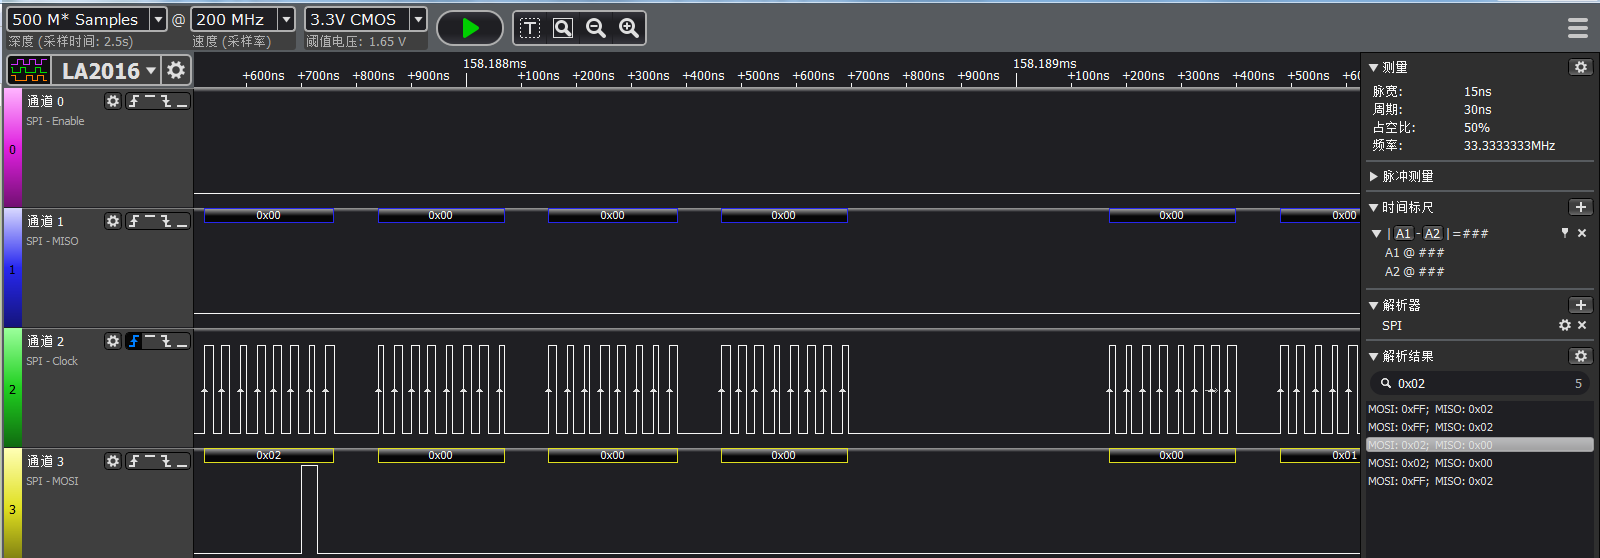 500 M* Samples @ 200 MHz 3.3V CMOS
深度 (采样时间: 2.5s) 速度 (采样率) 阈值电压: 1.65 V
LA2016
158.188ms 158.189ms
+600ns +700ns +800ns +900ns +100ns +200ns +300ns +400ns +500ns +600ns +700ns +800ns +900ns +100ns +200ns +300ns +400ns +500ns +6
通道 0
SPI - Enable
0
通道 1
SPI - MISO
1
0x00 0x00 0x00 0x00 0x00 0x00
通道 2
SPI - Clock
2
通道 3
SPI - MOSI
3
0x02 0x00 0x00 0x00 0x00 0x01
测量
脉宽: 15ns
周期: 30ns
占空比: 50%
频率: 33.3333333MHz
脉冲测量
时间标尺
| A1 - A2 | = ###
A1 @ ###
A2 @ ###
解析器
SPI
解析结果
0x02 5
MOSI: 0xFF; MISO: 0x02
MOSI: 0xFF; MISO: 0x02
MOSI: 0x02; MISO: 0x00
MOSI: 0x02; MISO: 0x00
MOSI: 0xFF; MISO: 0x02